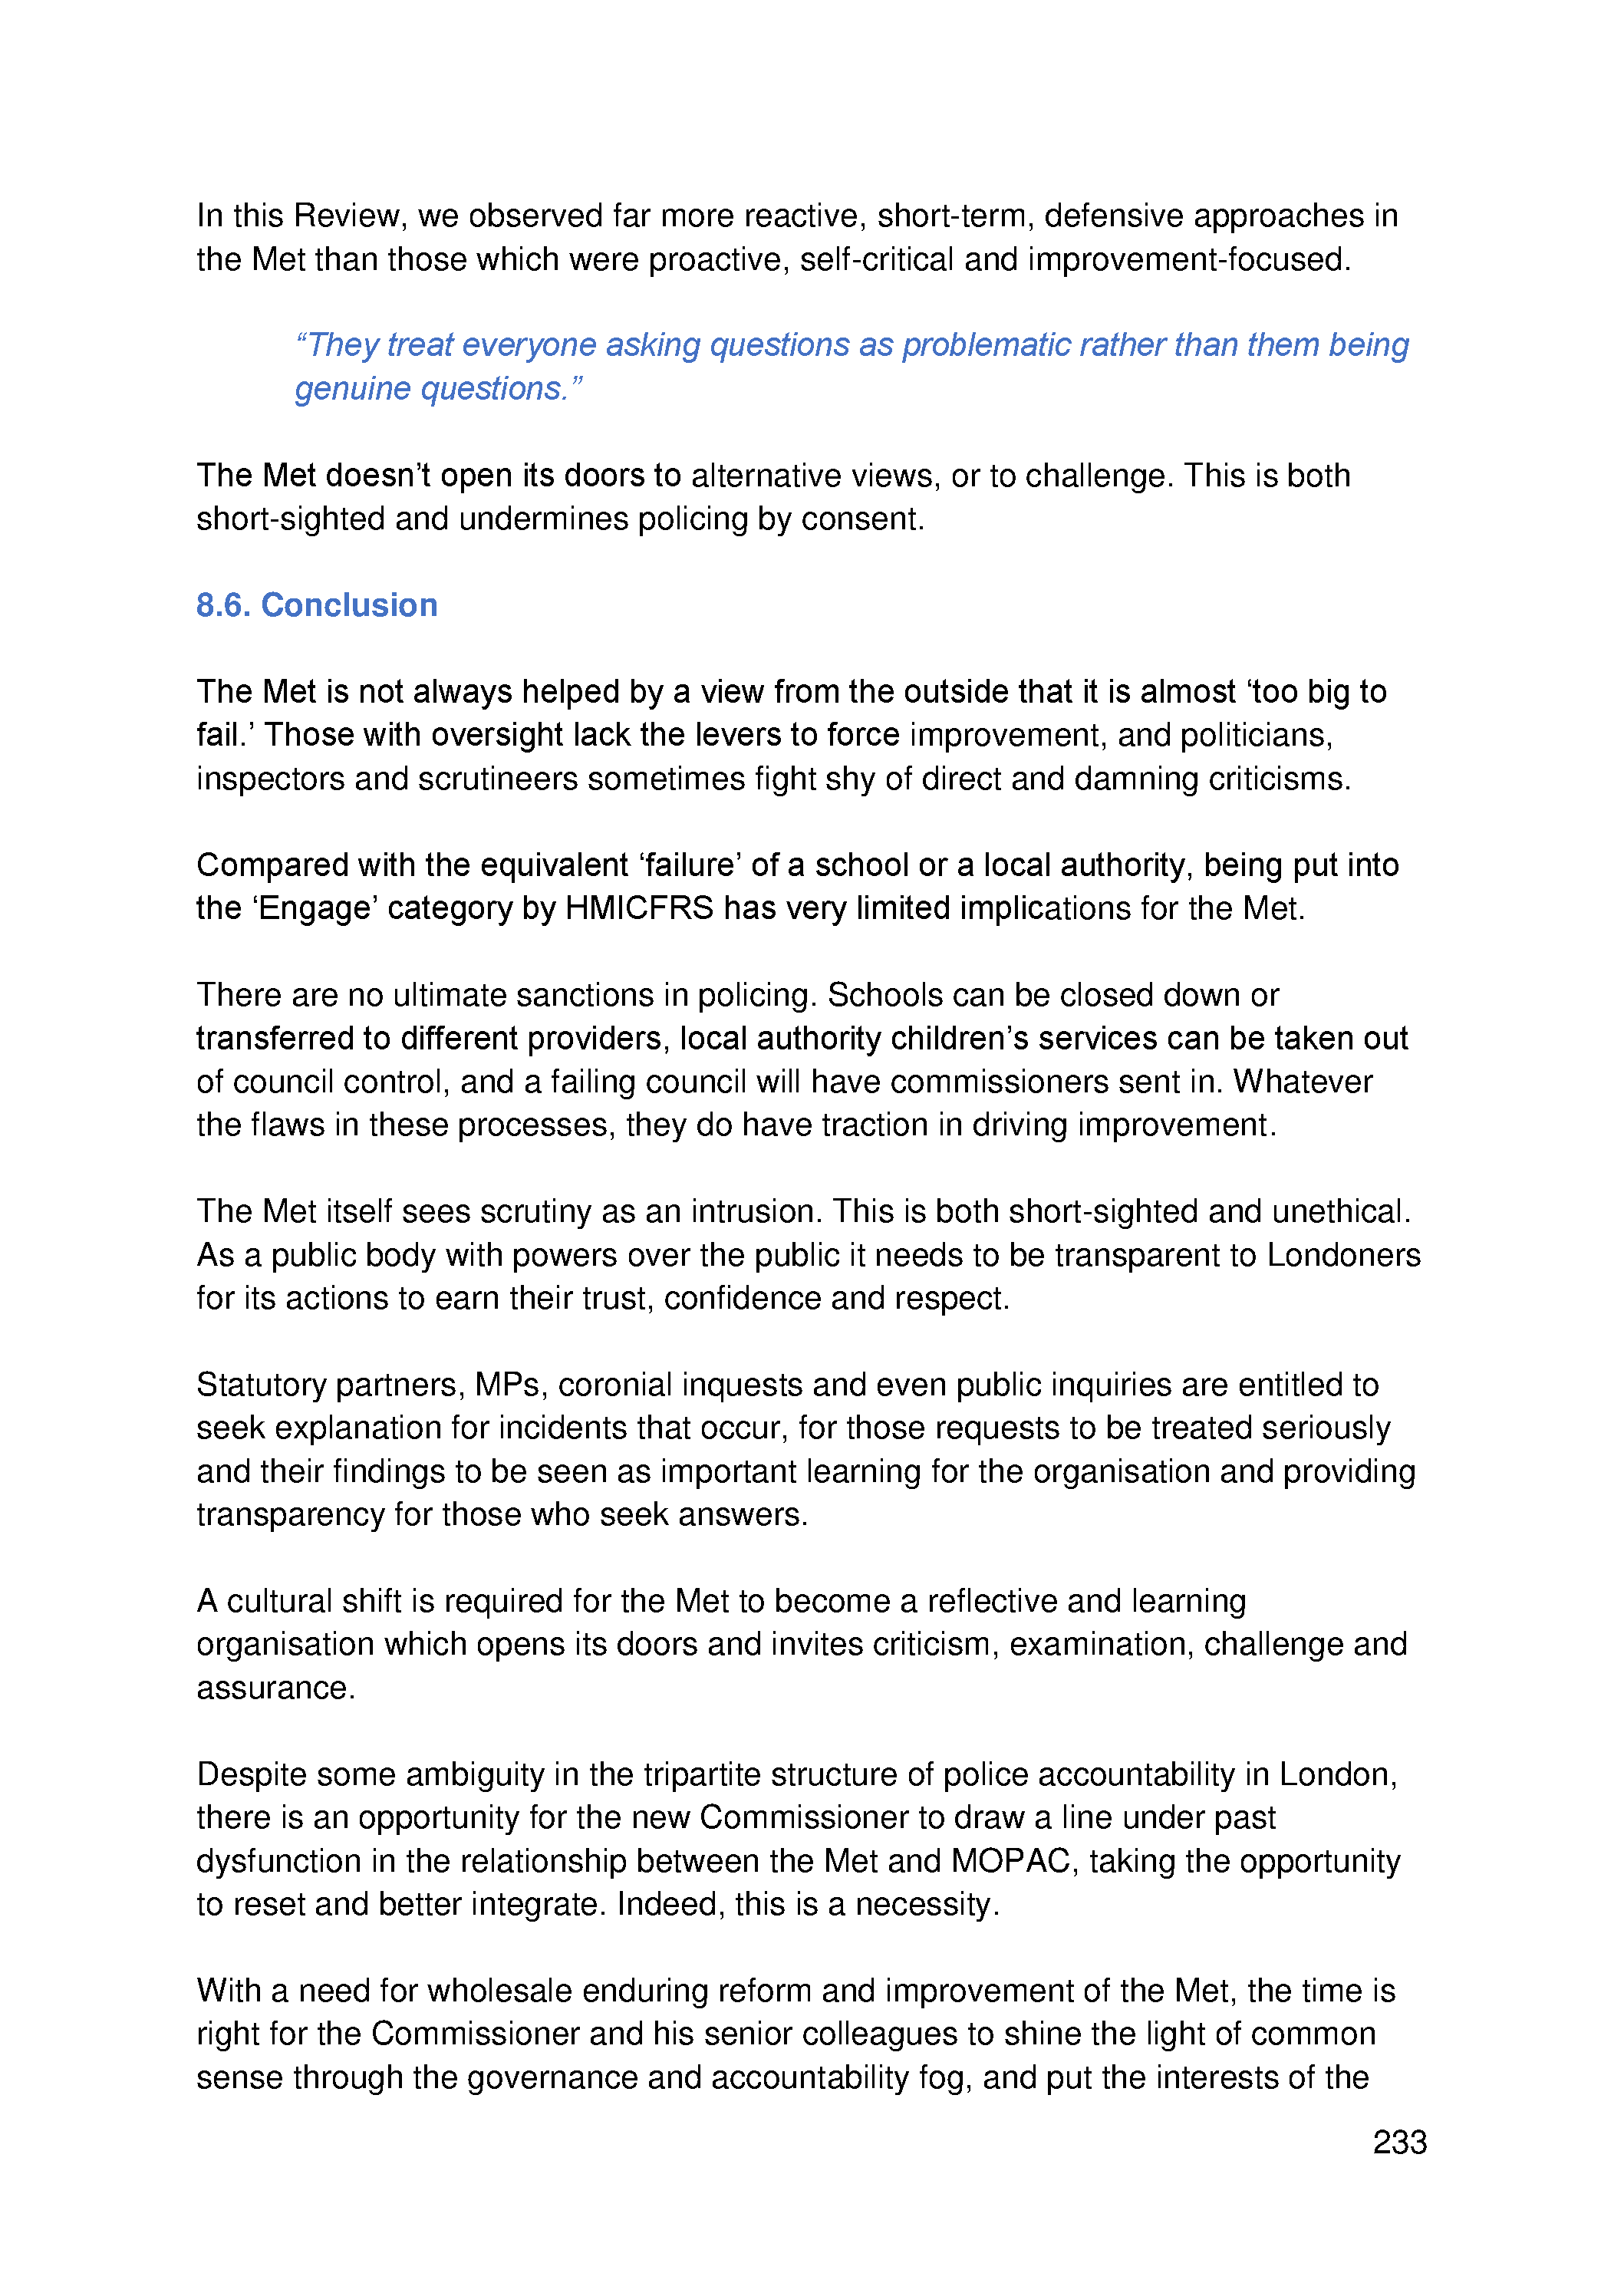 In this Review, we observed far more reactive, short-term, defensive approaches in
the Met than those which were proactive, self-critical and improvement-focused.
“They treat everyone asking questions as problematic rather than them being
genuine questions.”
The Met doesn’t open its doors to alternative views, or to challenge. This is both
short-sighted and undermines policing by consent.
8.6. Conclusion
The Met is not always helped by a view from the outside that it is almost ‘too big to
fail.’ Those with oversight lack the levers to force improvement, and politicians,
inspectors and scrutineers sometimes fight shy of direct and damning criticisms.
Compared with the equivalent ‘failure’ of a school or a local authority, being put into
the ‘Engage’ category by HMICFRS has very limited implications for the Met.
There are no ultimate sanctions in policing. Schools can be closed down or
transferred to different providers, local authority children’s services can be taken out
of council control, and a failing council will have commissioners sent in. Whatever
the flaws in these processes, they do have traction in driving improvement.
The Met itself sees scrutiny as an intrusion. This is both short-sighted and unethical.
As a public body with powers over the public it needs to be transparent to Londoners
for its actions to earn their trust, confidence and respect.
Statutory partners, MPs, coronial inquests and even public inquiries are entitled to
seek explanation for incidents that occur, for those requests to be treated seriously
and their findings to be seen as important learning for the organisation and providing
transparency for those who seek answers.
A cultural shift is required for the Met to become a reflective and learning
organisation which opens its doors and invites criticism, examination, challenge and
assurance.
Despite some ambiguity in the tripartite structure of police accountability in London,
there is an opportunity for the new Commissioner to draw a line under past
dysfunction in the relationship between the Met and MOPAC, taking the opportunity
to reset and better integrate. Indeed, this is a necessity.
With a need for wholesale enduring reform and improvement of the Met, the time is
right for the Commissioner and his senior colleagues to shine the light of common
sense through the governance and accountability fog, and put the interests of the
233